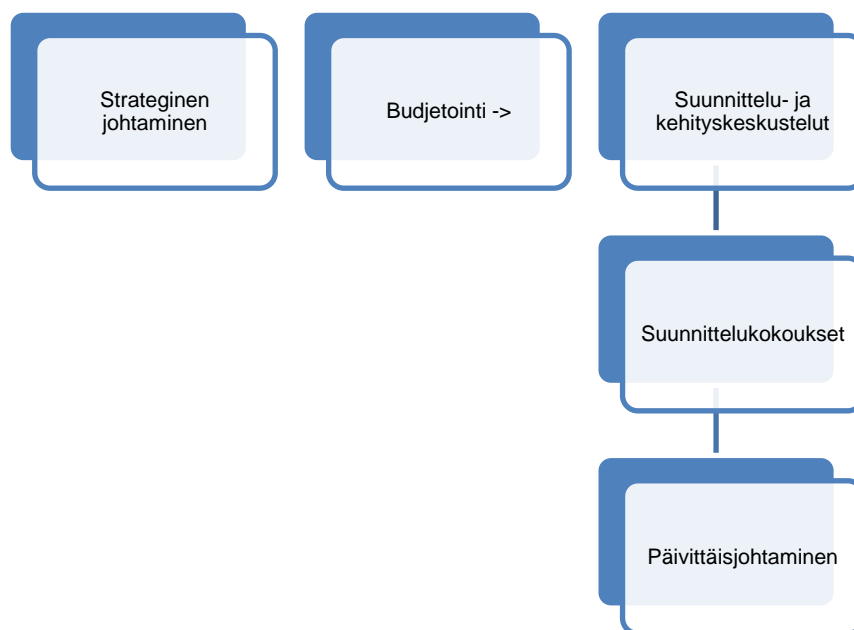 Strateginen
johtaminen
Budjetointi ->
Suunnittelu- ja
kehityskeskustelut
Suunnittelukokoukset
Päivittäisjohtaminen